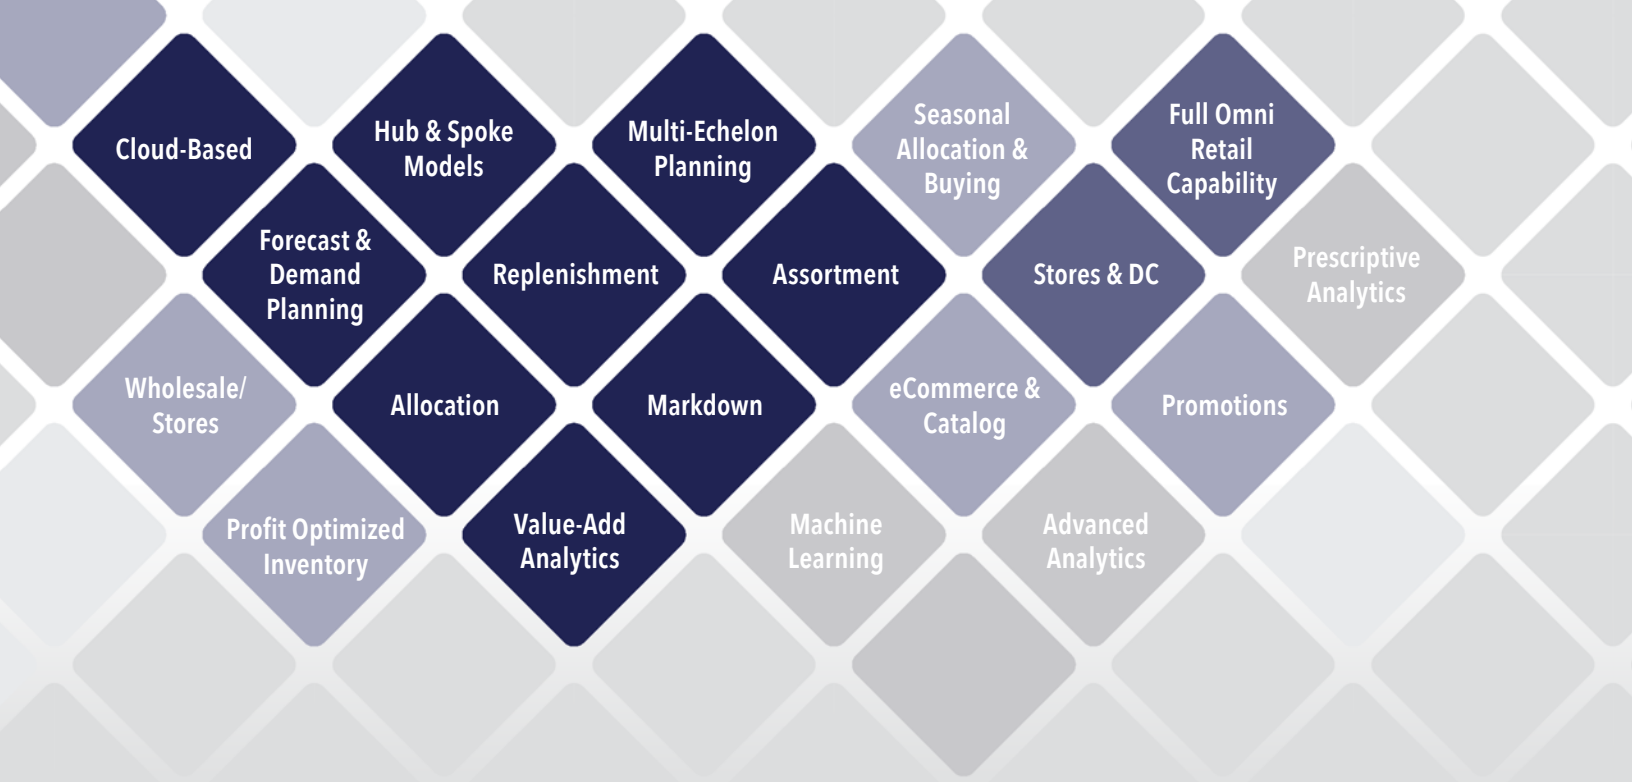 Cloud-Based
Hub & Spoke
Models
Multi-Echelon
Planning
Seasonal
Allocation &
Buying
Full Omni
Retail
Capability
Forecast &
Demand
Planning
Replenishment
Assortment
Stores & DC
Prescriptive
Analytics
Wholesale/
Stores
Allocation
Markdown
eCommerce &
Catalog
Promotions
Profit Optimized
Inventory
Value-Add
Analytics
Machine
Learning
Advanced
Analytics